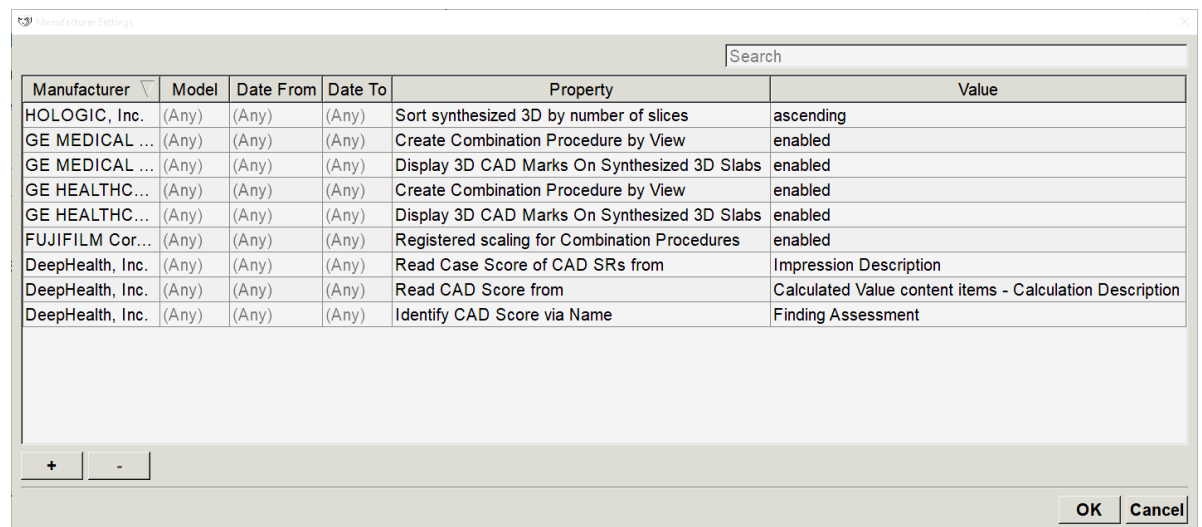 Manufacturer Settings
Search
Manufacturer Model Date From Date To Property Value
HOLOGIC, Inc. (Any) (Any) (Any) Sort synthesized 3D by number of slices ascending
GE MEDICAL ... (Any) (Any) (Any) Create Combination Procedure by View enabled
GE MEDICAL ... (Any) (Any) (Any) Display 3D CAD Marks On Synthesized 3D Slabs enabled
GE HEALTHC... (Any) (Any) (Any) Create Combination Procedure by View enabled
GE HEALTHC... (Any) (Any) (Any) Display 3D CAD Marks On Synthesized 3D Slabs enabled
FUJIFILM Cor... (Any) (Any) (Any) Registered scaling for Combination Procedures enabled
DeepHealth, Inc. (Any) (Any) (Any) Read Case Score of CAD SRs from Impression Description
DeepHealth, Inc. (Any) (Any) (Any) Read CAD Score from Calculated Value content items - Calculation Description
DeepHealth, Inc. (Any) (Any) (Any) Identify CAD Score via Name Finding Assessment
+ -
OK Cancel